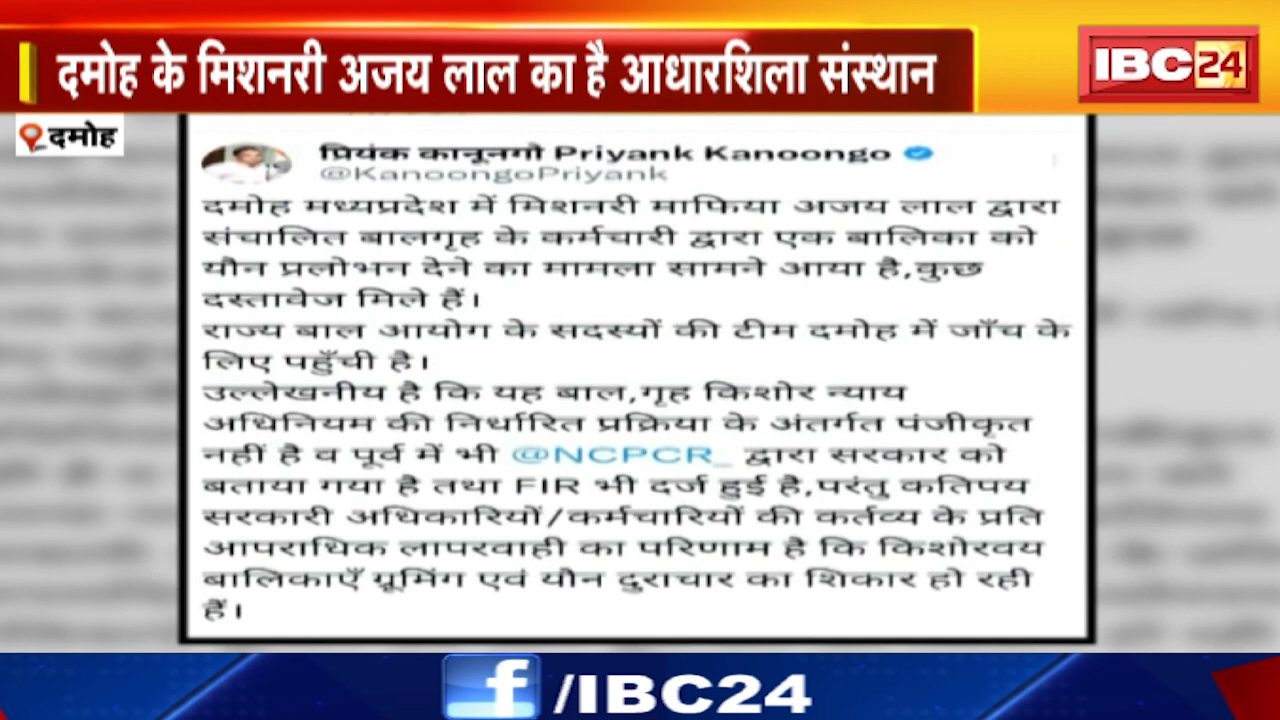 दमोह के मिशनरी अजय लाल का है आधारशिला संस्थान
IBC24
दमोह
प्रियंक कानूनगो Priyank Kanoongo
@KanoongoPriyank
दमोह मध्यप्रदेश में मिशनरी माफिया अजय लाल द्वारा
संचालित बालगृह के कर्मचारी द्वारा एक बालिका को
यौन प्रलोभन देने का मामला सामने आया है,कुछ
दस्तावेज मिले हैं।
राज्य बाल आयोग के सदस्यों की टीम दमोह में जाँच के
लिए पहुँची है।
उल्लेखनीय है कि यह बाल,गृह किशोर न्याय
अधिनियम की निर्धारित प्रक्रिया के अंतर्गत पंजीकृत
नहीं है व पूर्व में भी @NCPCR_ द्वारा सरकार को
बताया गया है तथा FIR भी दर्ज हुई है,परंतु कतिपय
सरकारी अधिकारियों/कर्मचारियों की कर्तव्य के प्रति
आपराधिक लापरवाही का परिणाम है कि किशोरवय
बालिकाएँ ग्रूमिंग एवं यौन दुराचार का शिकार हो रही
हैं।
f/IBC24